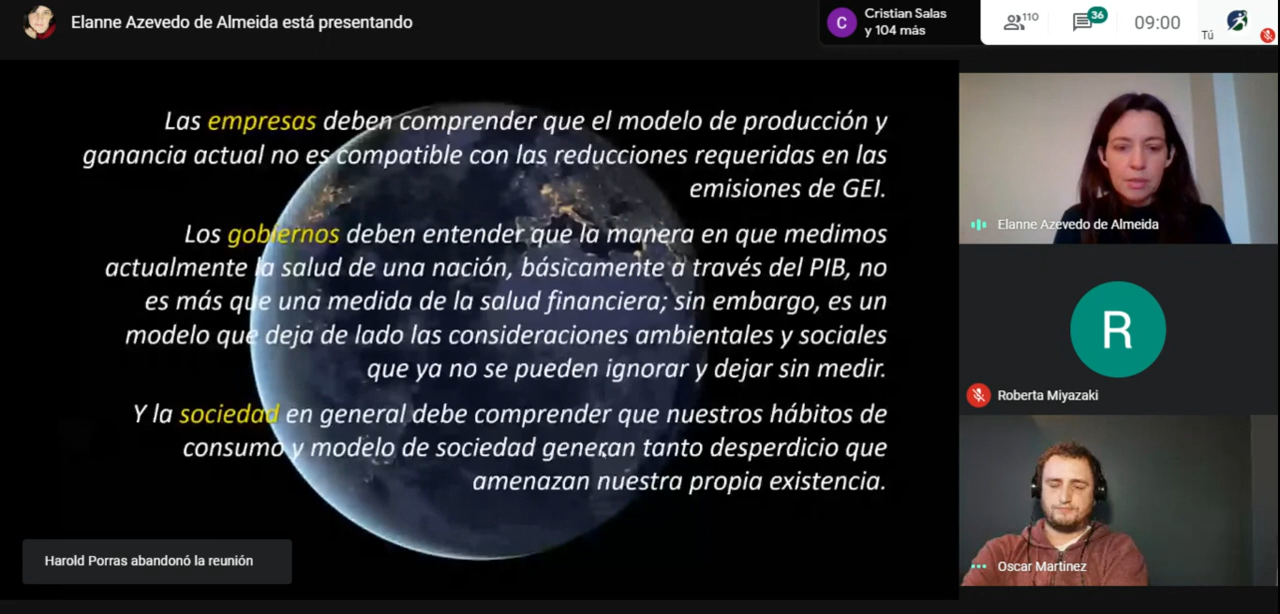 Elanne Azevedo de Almeida está presentando
C
Cristian Salas
y 104 más
110
36
09:00
Tú
Las empresas deben comprender que el modelo de producción y
ganancia actual no es compatible con las reducciones requeridas en las
emisiones de GEI.
Los gobiernos deben entender que la manera en que medimos
actualmente la salud de una nación, básicamente a través del PIB, no
es más que una medida de la salud financiera; sin embargo, es un
modelo que deja de lado las consideraciones ambientales y sociales
que ya no se pueden ignorar y dejar sin medir.
Y la sociedad en general debe comprender que nuestros hábitos de
consumo y modelo de sociedad generan tanto desperdicio que
amenazan nuestra propia existencia.
Harold Porras abandonó la reunión
Elanne Azevedo de Almeida
R
Roberta Miyazaki
Oscar Martinez